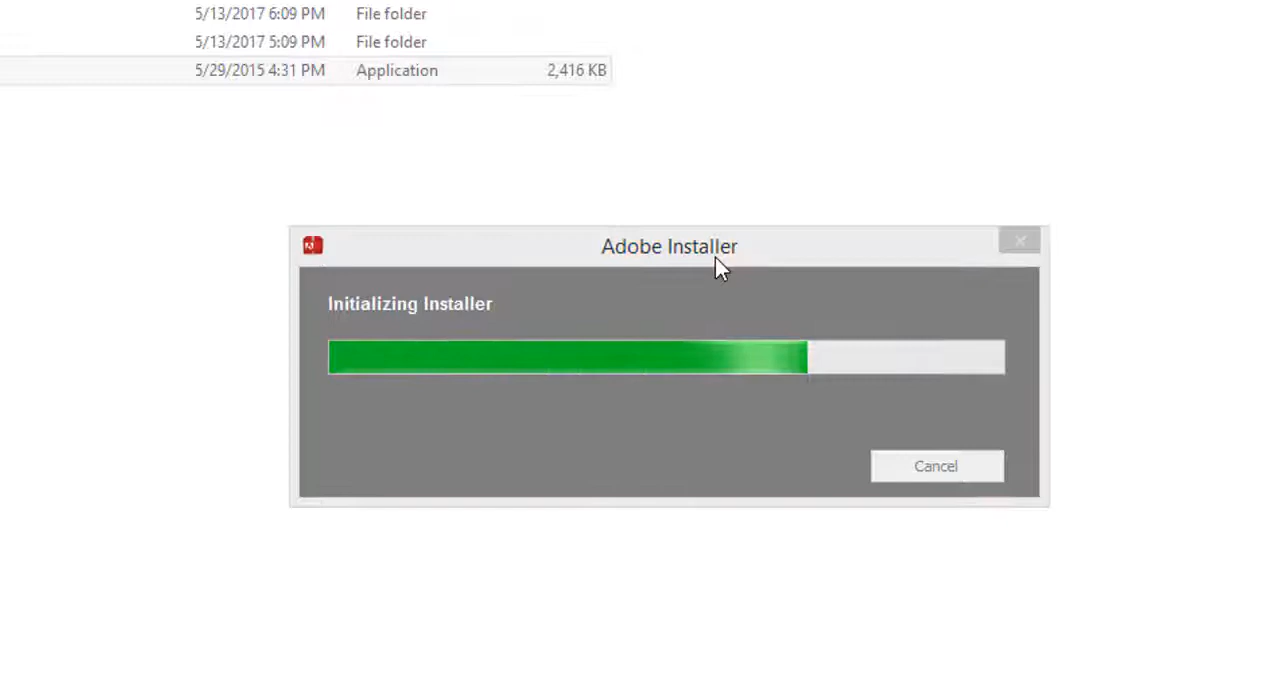 5/13/2017 6:09 PM File folder
5/13/2017 5:09 PM File folder
5/29/2015 4:31 PM Application 2,416 KB
Adobe Installer
Initializing Installer
Cancel